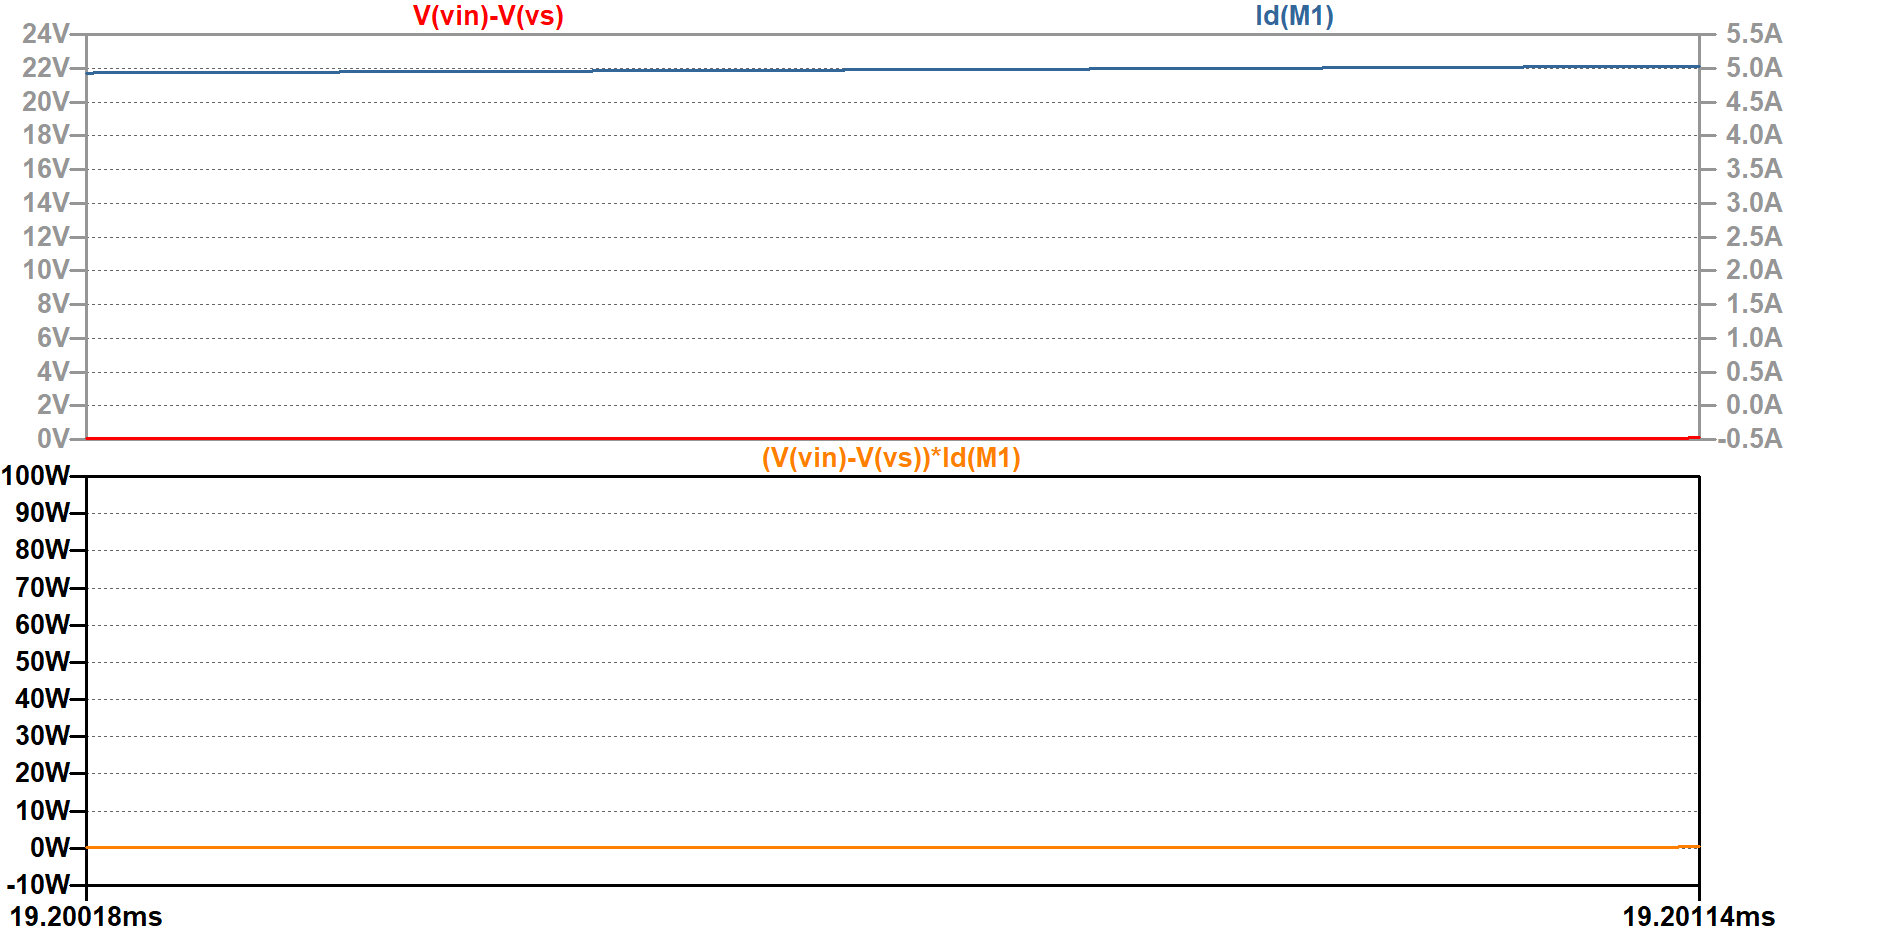 V(vin)-V(vs) Id(M1)
24V 5.5A
22V 5.0A
20V 4.5A
18V 4.0A
16V 3.5A
14V 3.0A
12V 2.5A
10V 2.0A
8V 1.5A
6V 1.0A
4V 0.5A
2V 0.0A
0V -0.5A
(V(vin)-V(vs))*Id(M1)
100W
90W
80W
70W
60W
50W
40W
30W
20W
10W
0W
-10W
19.20018ms 19.20114ms